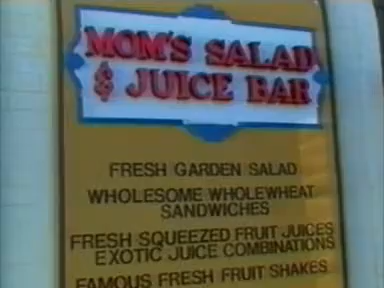 MOM'S SALAD
& JUICE BAR
FRESH GARDEN SALAD
WHOLESOME WHOLEWHEAT
SANDWICHES
FRESH SQUEEZED FRUIT JUICES
EXOTIC JUICE COMBINATIONS
FAMOUS FRESH FRUIT SHAKES